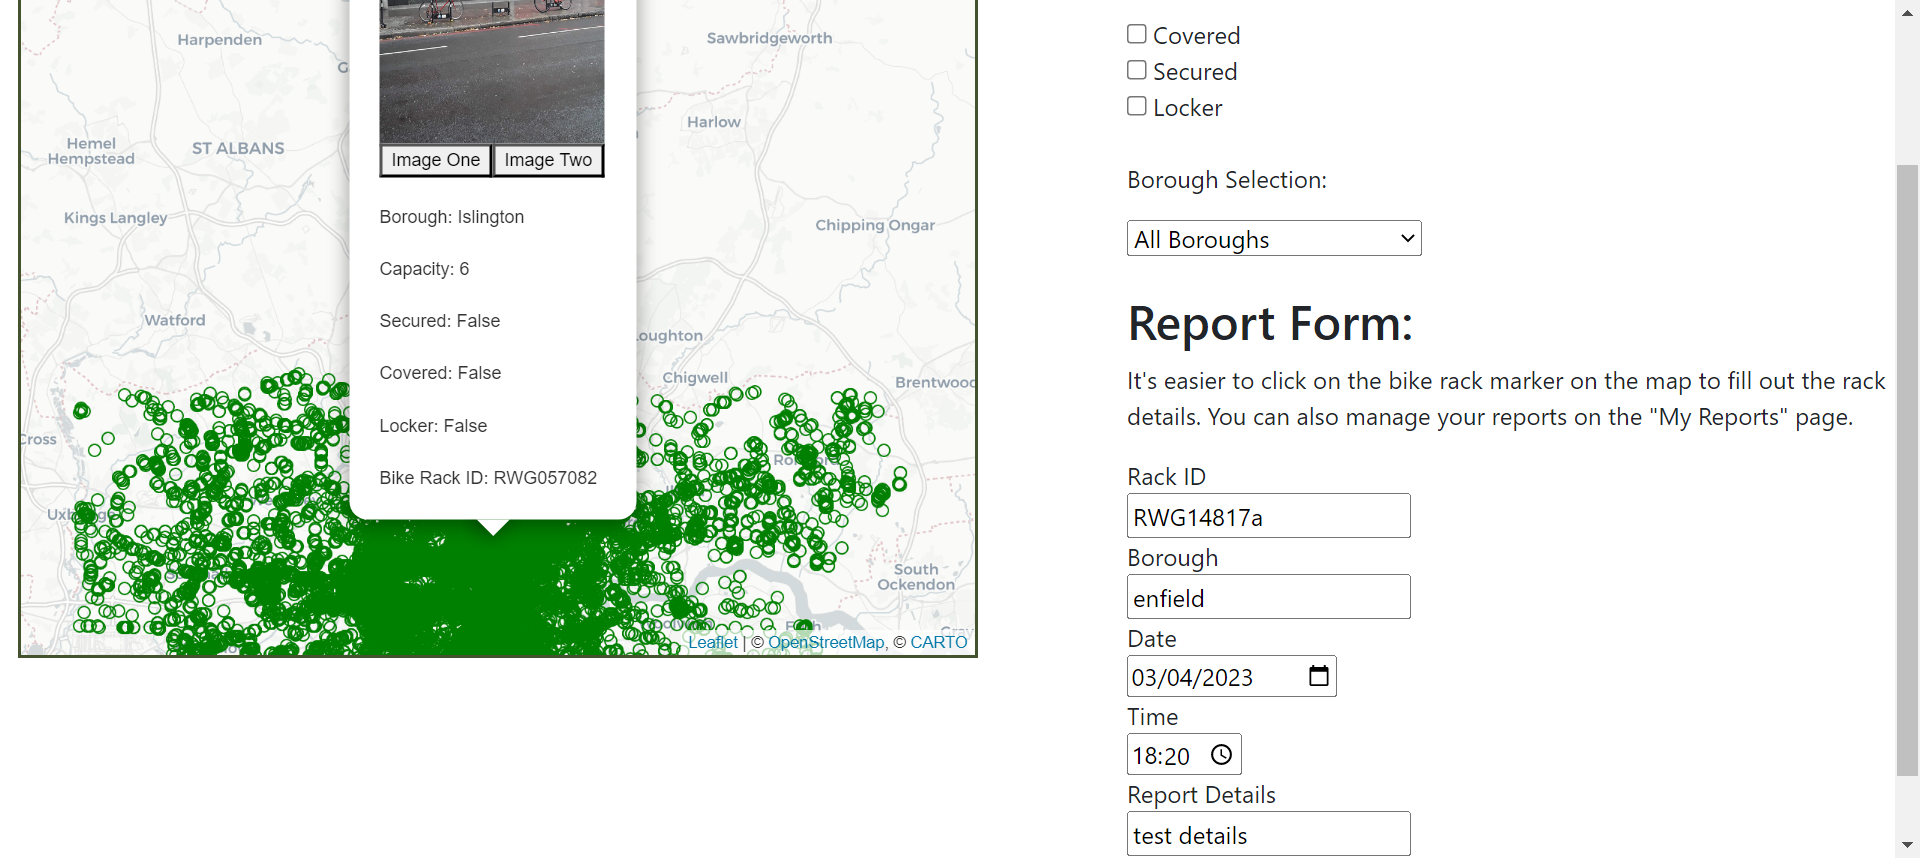 Harpenden
Sawbridgeworth
Harlow
Hemel
Hempstead
ST ALBANS
Kings Langley
Chipping Ongar
Watford
Loughton
Chigwell
Brentwood
Cross
South
Ockendon
Image One
Image Two
Borough: Islington
Capacity: 6
Secured: False
Covered: False
Locker: False
Bike Rack ID: RWG057082
Leaflet | © OpenStreetMap, © CARTO
Covered
Secured
Locker
Borough Selection:
All Boroughs
Report Form:
It's easier to click on the bike rack marker on the map to fill out the rack
details. You can also manage your reports on the "My Reports" page.
Rack ID
RWG14817a
Borough
enfield
Date
03/04/2023
Time
18:20
Report Details
test details